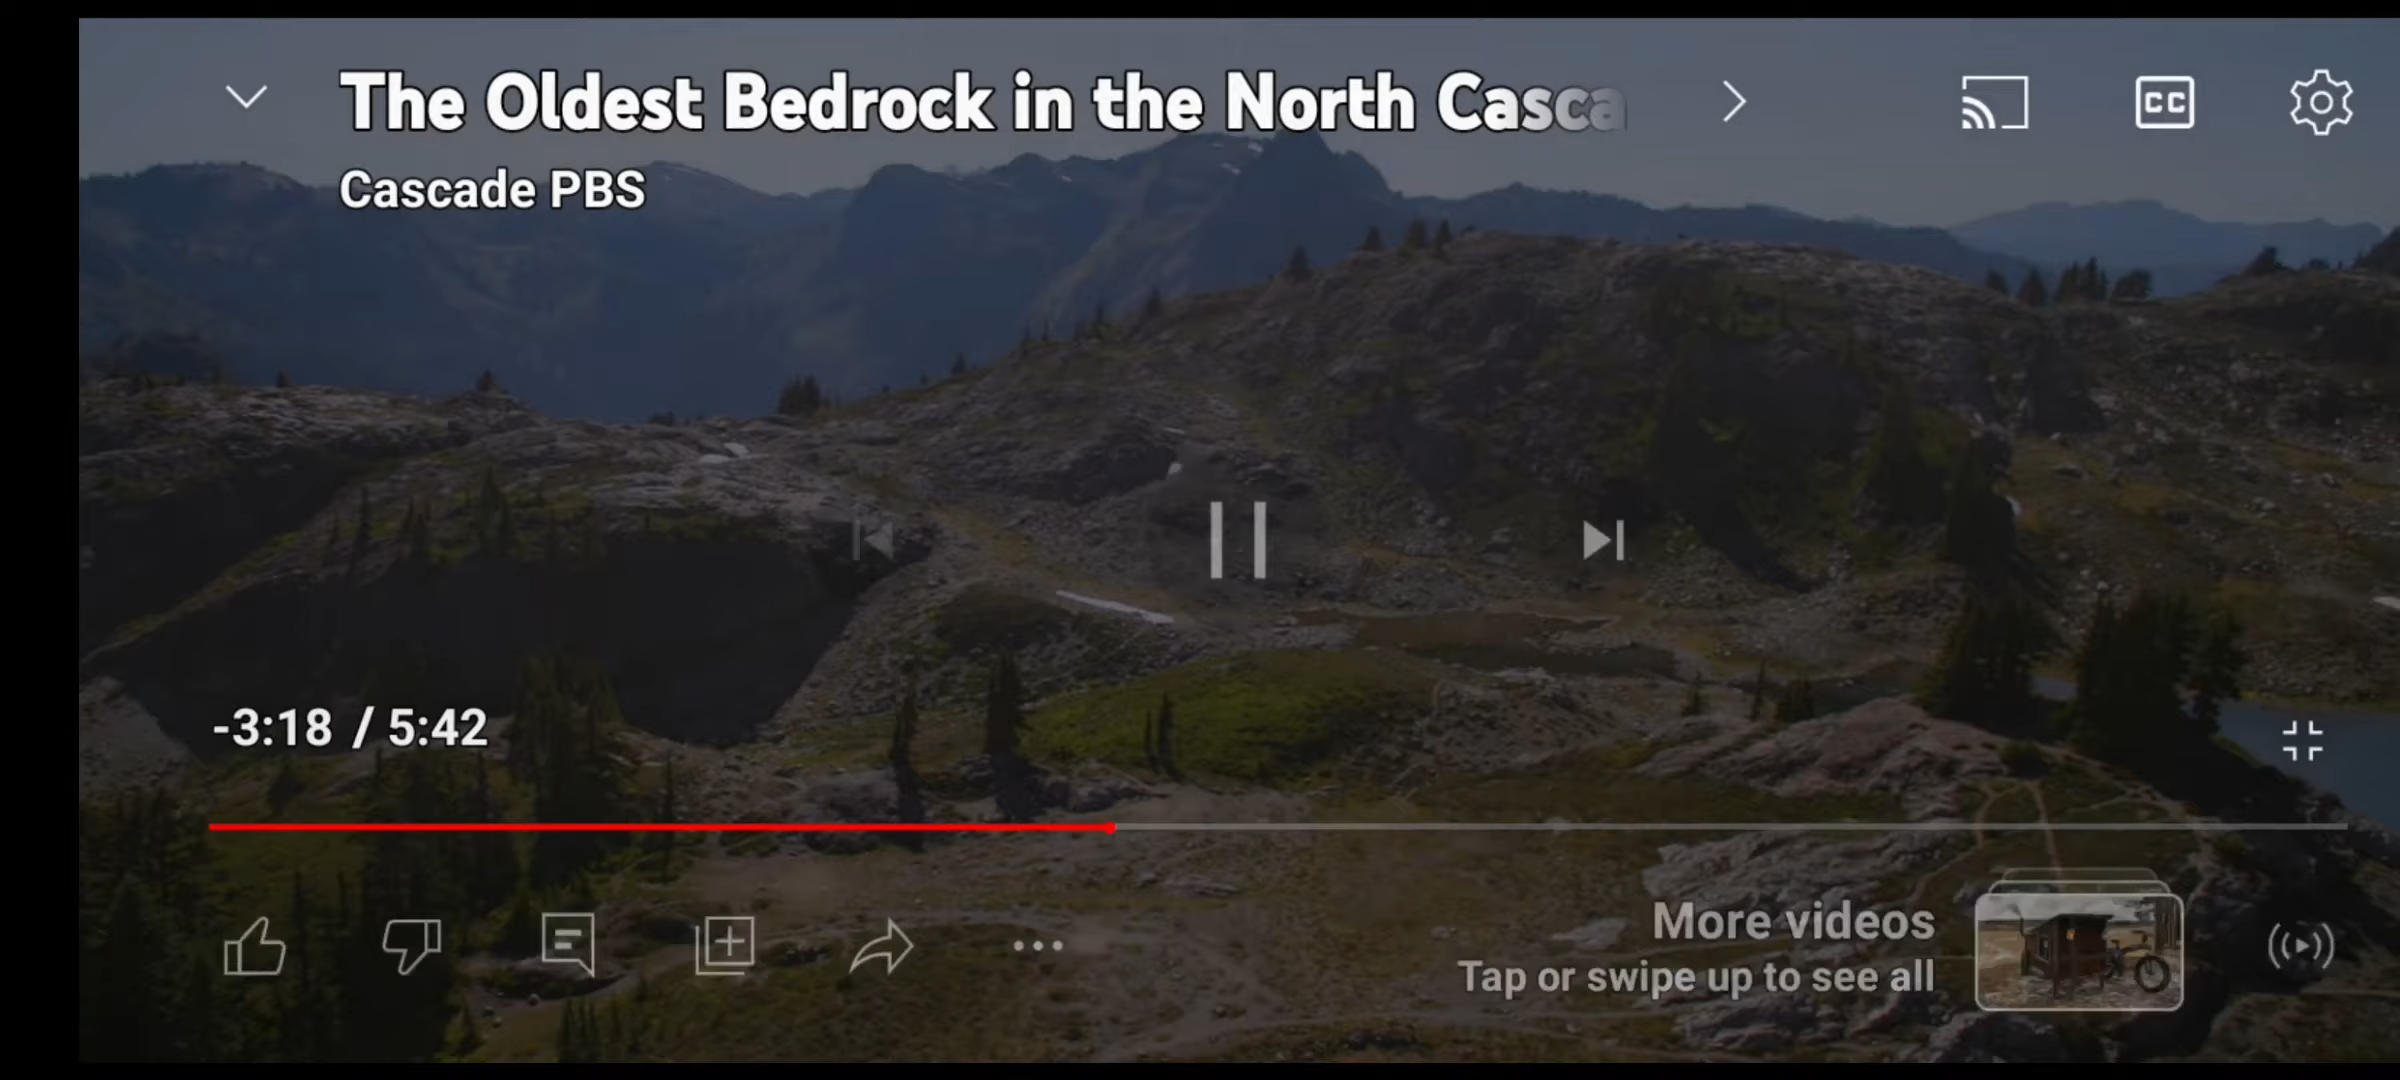 The Oldest Bedrock in the North Casca
Cascade PBS
CC
-3:18 / 5:42
More videos
Tap or swipe up to see all